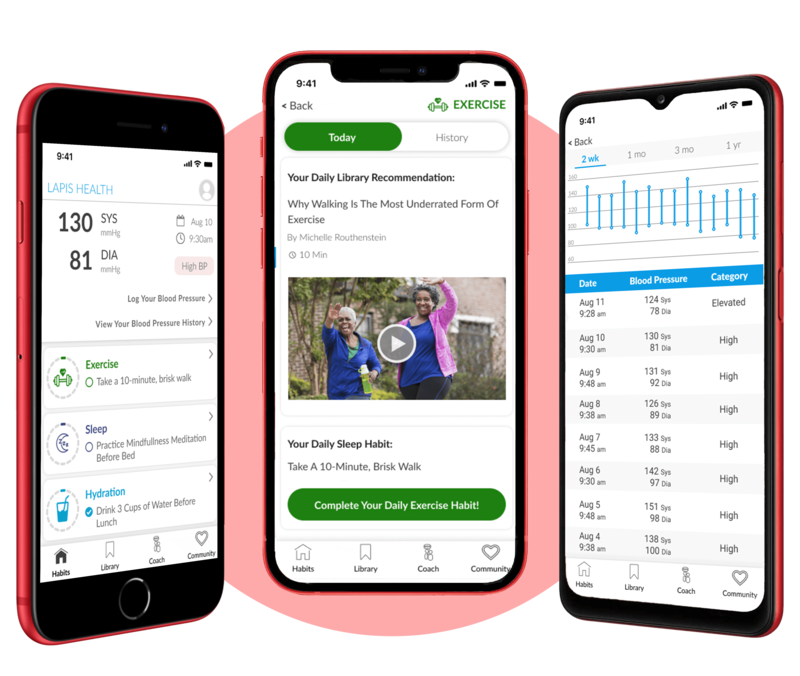 9:41
LAPIS HEALTH
130 SYS
mmHg
Aug 10
9:30am
81 DIA
mmHg
High BP
Log Your Blood Pressure >
View Your Blood Pressure History >
Exercise
Take a 10-minute, brisk walk
Sleep
Practice Mindfullness Meditation
Before Bed
Hydration
Drink 3 Cups of Water Before
Lunch
Habits
Library
Coach
Community
9:41
< Back
EXERCISE
Today
History
Your Daily Library Recommendation:
Why Walking Is The Most Underrated Form Of
Exercise
By Michelle Routhenstein
10 Min
Your Daily Sleep Habit:
Take A 10-Minute, Brisk Walk
Complete Your Daily Exercise Habit!
Habits
Library
Coach
Community
9:41
< Back
2 wk
1 mo
3 mo
1 yr
160
140
120
100
80
60
Date Blood Pressure Category
Aug 11 124 Sys Elevated
9:28 am 78 Dia
Aug 10 130 Sys High
9:30 am 81 Dia
Aug 9 131 Sys High
9:48 am 92 Dia
Aug 8 126 Sys High
9:38 am 89 Dia
Aug 7 133 Sys High
9:45 am 88 Dia
Aug 6 142 Sys High
9:30 am 97 Dia
Aug 5 151 Sys High
9:48 am 98 Dia
Aug 4 138 Sys High
9:38 am 100 Dia
Habits
Library
Coach
Community